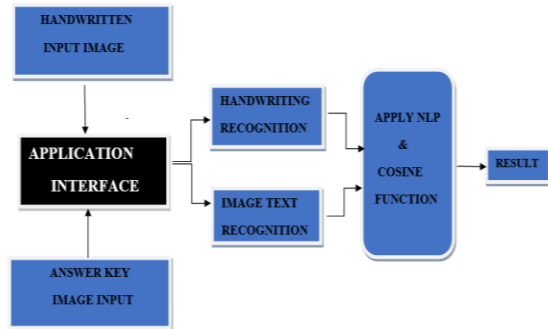 HANDWRITTEN
INPUT IMAGE
APPLICATION
INTERFACE
ANSWER KEY
IMAGE INPUT
HANDWRITING
RECOGNITION
IMAGE TEXT
RECOGNITION
APPLY NLP
&
COSINE
FUNCTION
RESULT